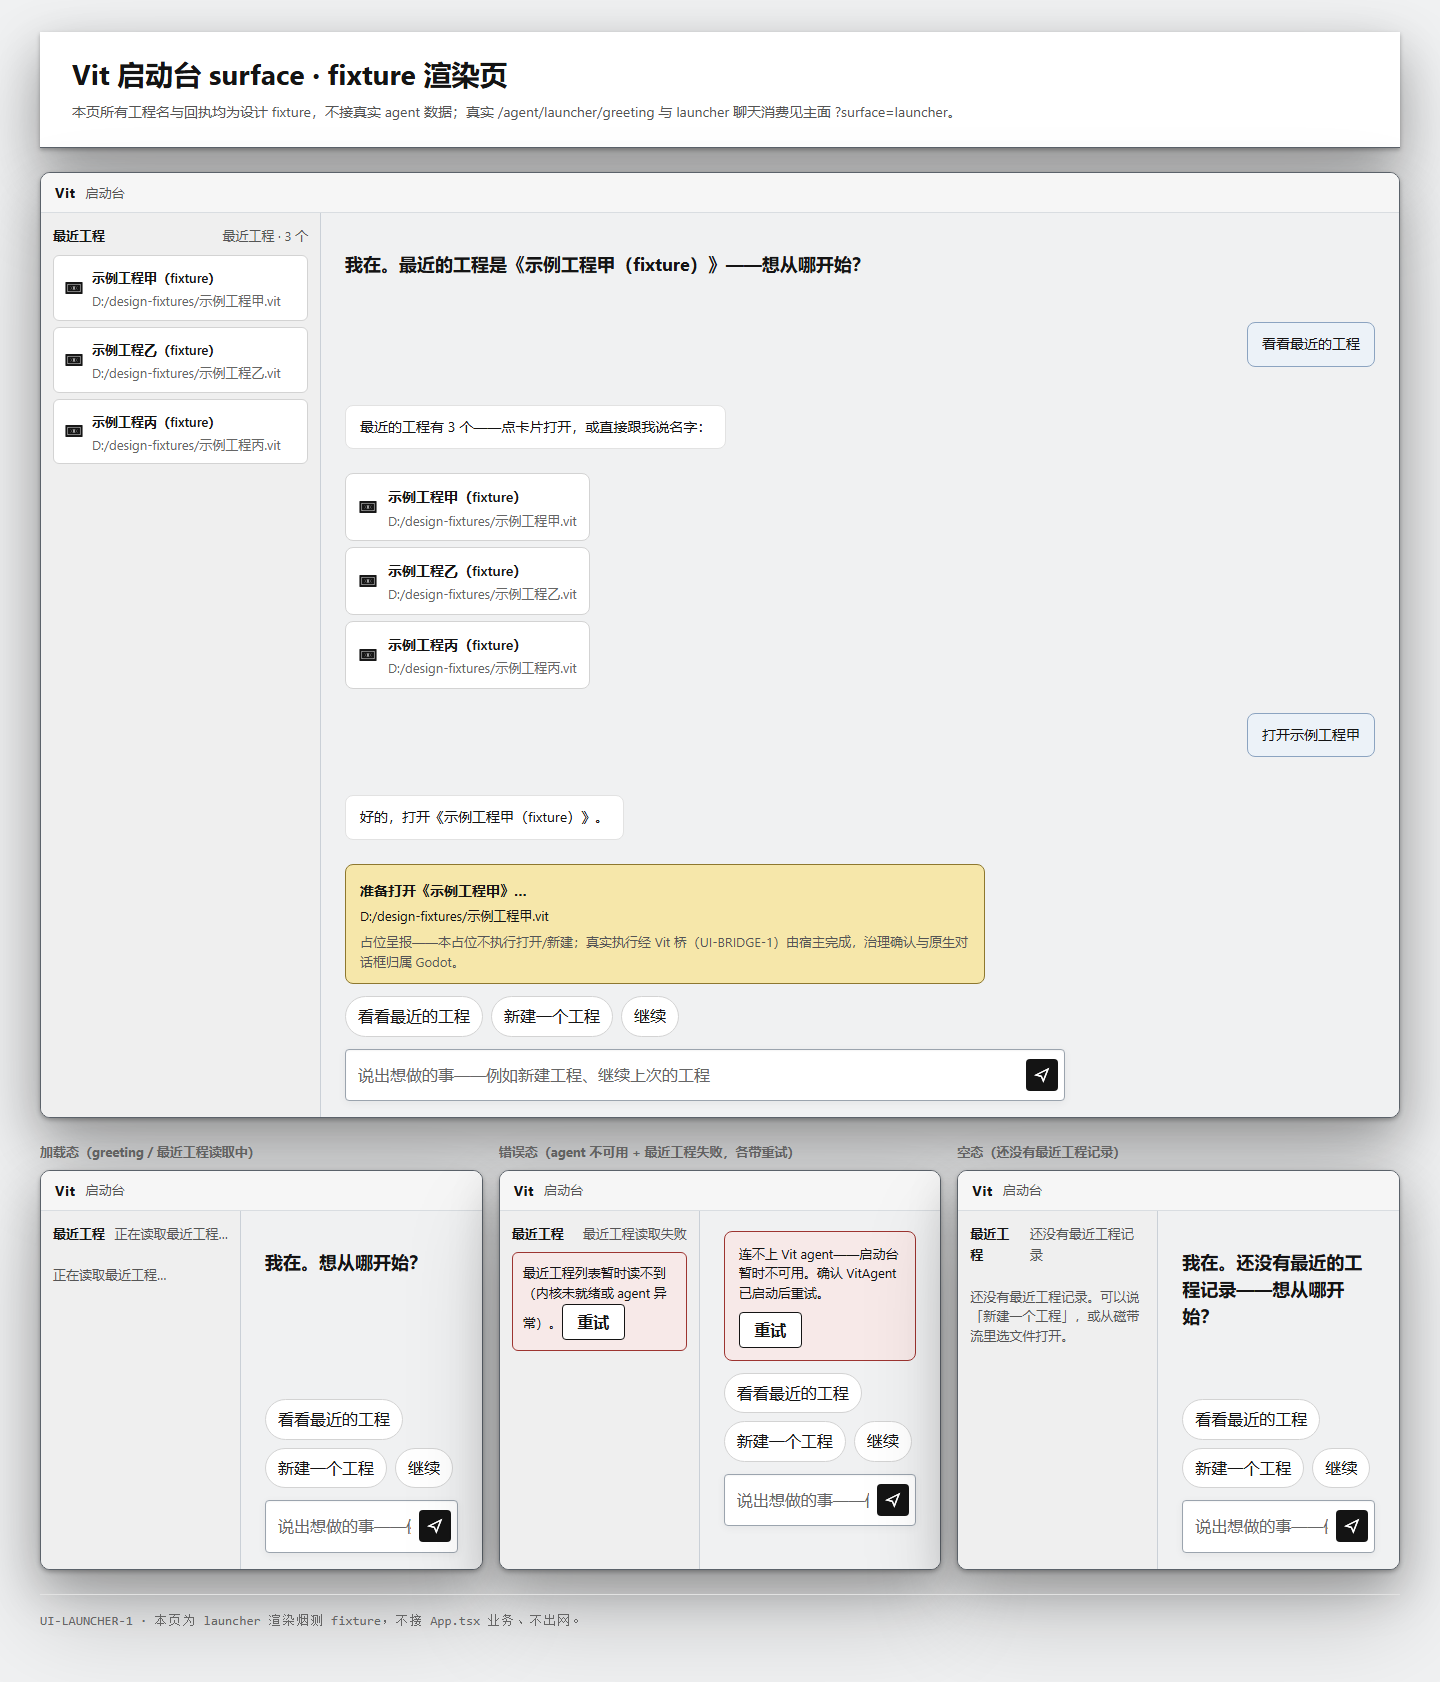 Vit 启动台 surface · fixture 渲染页
本页所有工程名与回执均为设计 fixture，不接真实 agent 数据；真实 /agent/launcher/greeting 与 launcher 聊天消费见主面 ?surface=launcher。
Vit 启动台
最近工程 最近工程 · 3 个
示例工程甲（fixture）
D:/design-fixtures/示例工程甲.vit
示例工程乙（fixture）
D:/design-fixtures/示例工程乙.vit
示例工程丙（fixture）
D:/design-fixtures/示例工程丙.vit
我在。最近的工程是《示例工程甲（fixture）》——想从哪开始？
看看最近的工程
最近的工程有 3 个——点卡片打开，或直接跟我说名字：
示例工程甲（fixture）
D:/design-fixtures/示例工程甲.vit
示例工程乙（fixture）
D:/design-fixtures/示例工程乙.vit
示例工程丙（fixture）
D:/design-fixtures/示例工程丙.vit
打开示例工程甲
好的，打开《示例工程甲（fixture）》。
准备打开《示例工程甲》…
D:/design-fixtures/示例工程甲.vit
占位呈报——本占位不执行打开/新建；真实执行经 Vit 桥（UI-BRIDGE-1）由宿主完成，治理确认与原生对
话框归属 Godot。
看看最近的工程 新建一个工程 继续
说出想做的事——例如新建工程、继续上次的工程
加载态（greeting / 最近工程读取中）
Vit 启动台
最近工程 正在读取最近工程…
正在读取最近工程…
我在。想从哪开始？
看看最近的工程
新建一个工程 继续
说出想做的事——
错误态（agent 不可用 + 最近工程失败，各带重试）
Vit 启动台
最近工程 最近工程读取失败
最近工程列表暂时读不到
（内核未就绪或 agent 异
常）。 重试
连不上 Vit agent——启动台
暂时不可用。确认 VitAgent
已启动后重试。
重试
看看最近的工程
新建一个工程 继续
说出想做的事——
空态（还没有最近工程记录）
Vit 启动台
最近工
程
还没有最近工程记
录
还没有最近工程记录。可以说
「新建一个工程」，或从磁带
流里选文件打开。
我在。还没有最近的工
程记录——想从哪开
始？
看看最近的工程
新建一个工程 继续
说出想做的事——
UI-LAUNCHER-1 · 本页为 launcher 渲染烟测 fixture，不接 App.tsx 业务、不出网。